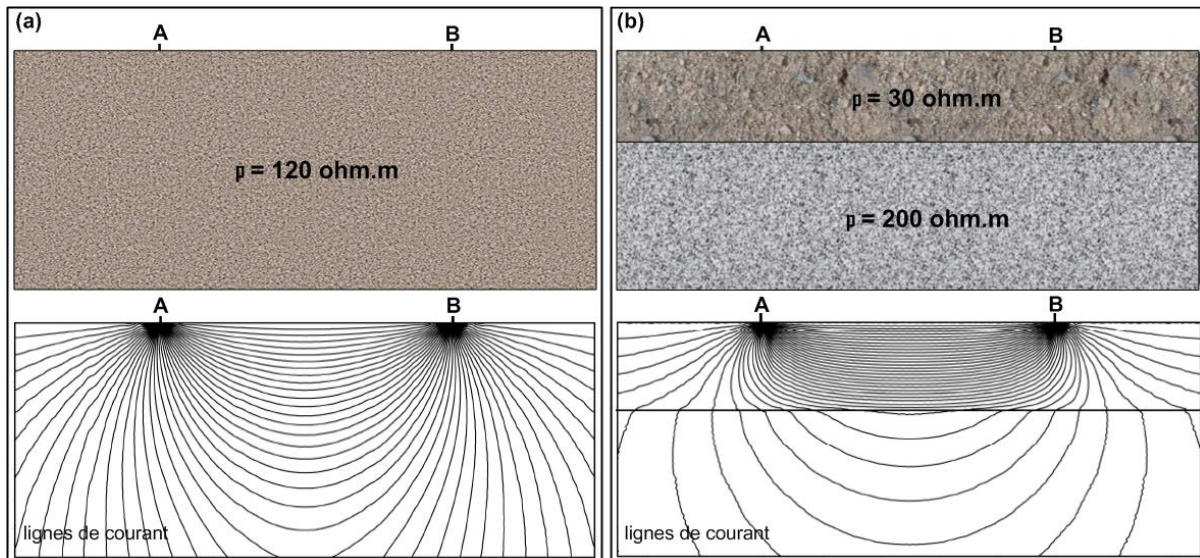 (a)
A B
ρ = 120 ohm.m
A B
lignes de courant
(b)
A B
ρ = 30 ohm.m
ρ = 200 ohm.m
A B
lignes de courant